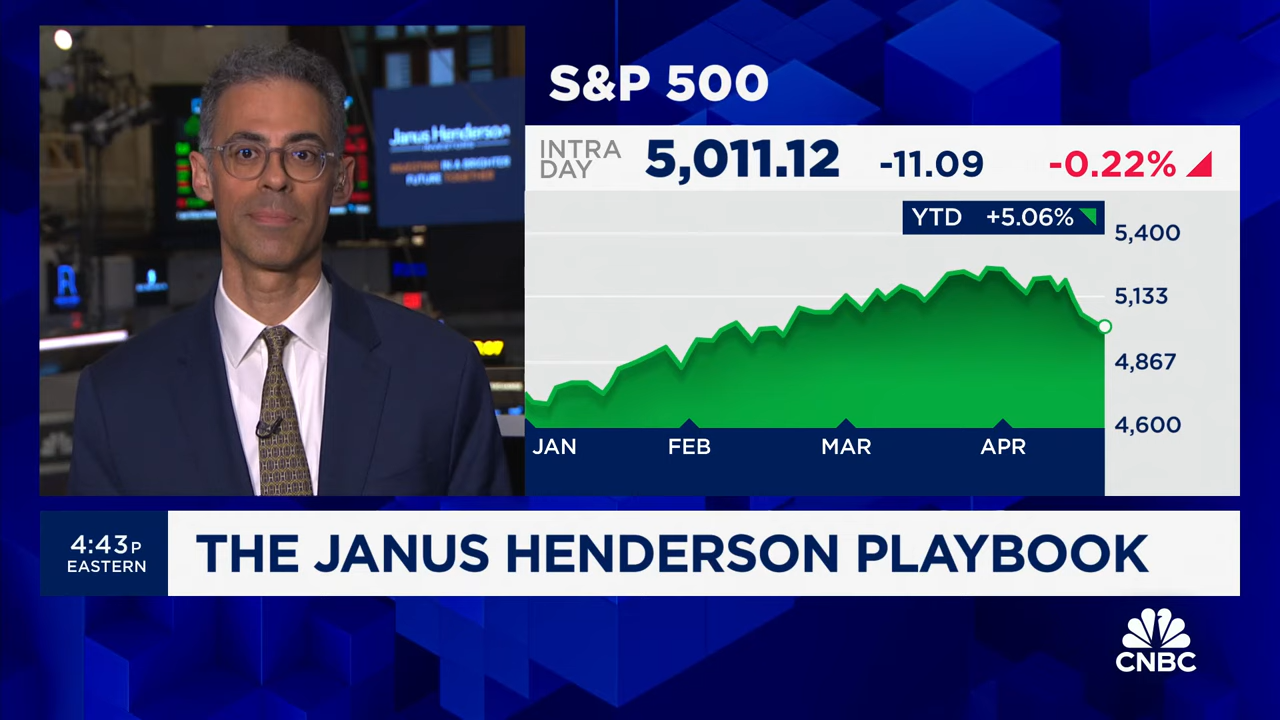 Janus Henderson
INVESTORS
INVESTING IN A BRIGHTER
FUTURE TOGETHER
S&P 500
INTRA
DAY
5,011.12 -11.09 -0.22%
YTD +5.06%
5,400
5,133
4,867
4,600
JAN FEB MAR APR
4:43P
EASTERN
THE JANUS HENDERSON PLAYBOOK
CNBC